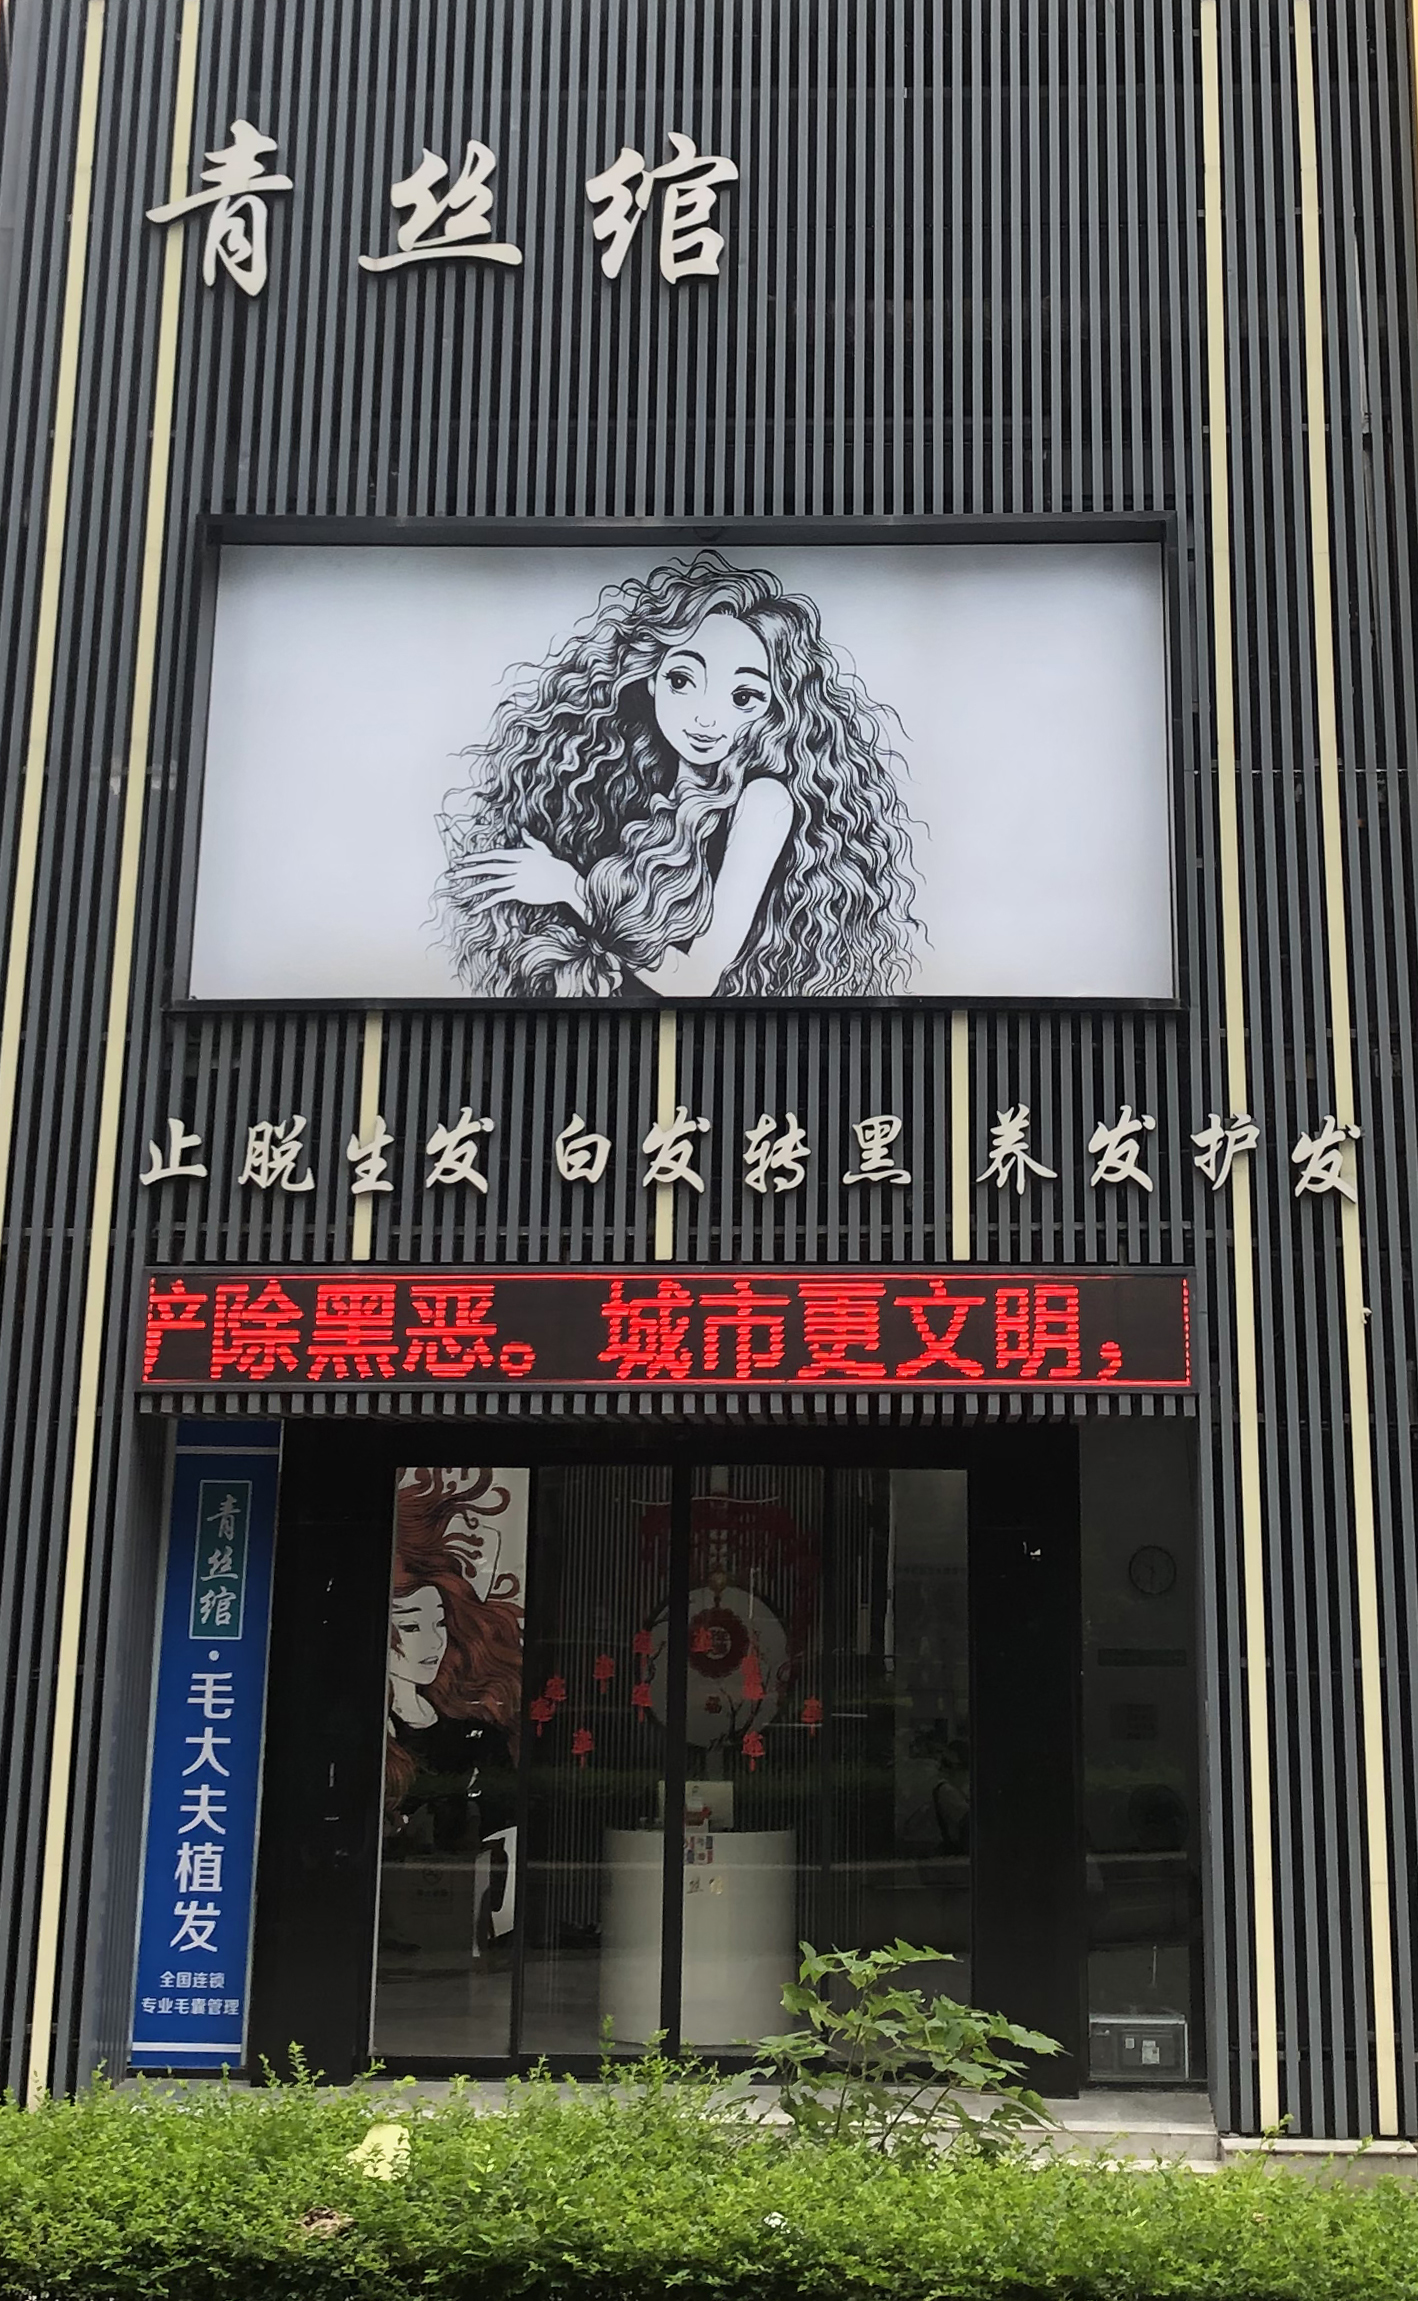 青丝绾
止脱生发 白发转黑 养发护发
除黑恶。城市更文明，
青丝绾·毛大夫植发
全国连锁
专业毛囊管理